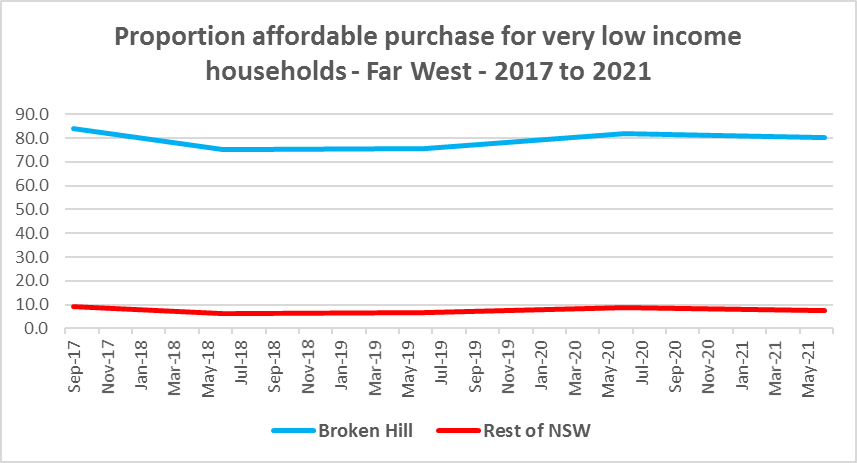 Proportion affordable purchase for very low income
households - Far West - 2017 to 2021
90.0
80.0
70.0
60.0
50.0
40.0
30.0
20.0
10.0
0.0
Sep-17
Nov-17
Jan-18
Mar-18
May-18
Jul-18
Sep-18
Nov-18
Jan-19
Mar-19
May-19
Jul-19
Sep-19
Nov-19
Jan-20
Mar-20
May-20
Jul-20
Sep-20
Nov-20
Jan-21
Mar-21
May-21
Broken Hill
Rest of NSW